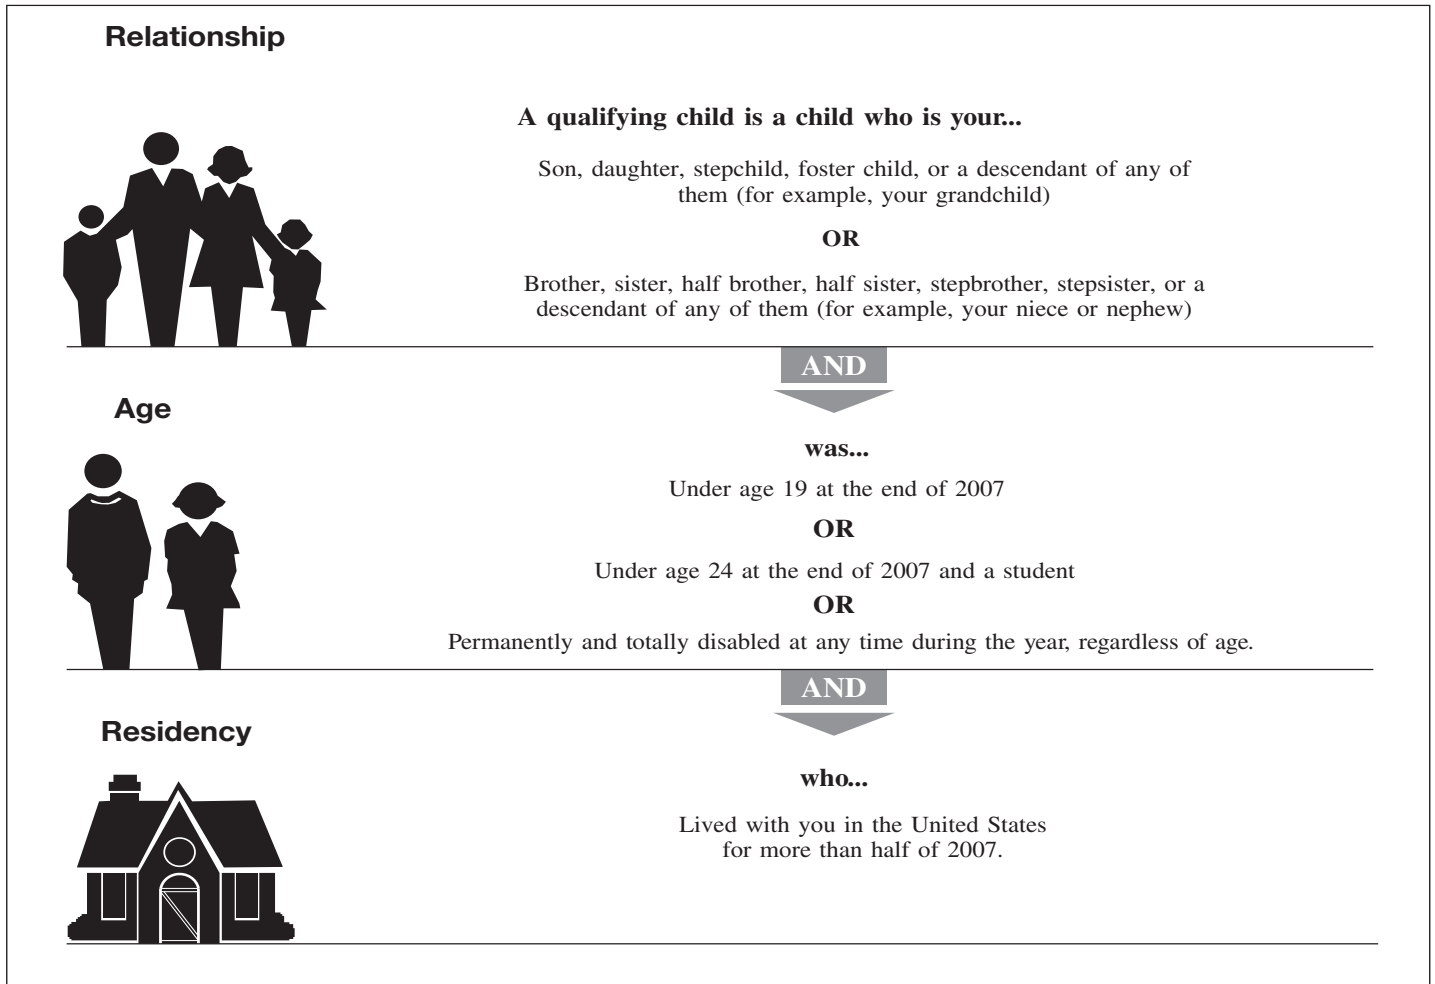 Relationship
A qualifying child is a child who is your...
Son, daughter, stepchild, foster child, or a descendant of any of
them (for example, your grandchild)
OR
Brother, sister, half brother, half sister, stepbrother, stepsister, or a
descendant of any of them (for example, your niece or nephew)
AND
Age
was...
Under age 19 at the end of 2007
OR
Under age 24 at the end of 2007 and a student
OR
Permanently and totally disabled at any time during the year, regardless of age.
AND
Residency
who...
Lived with you in the United States
for more than half of 2007.